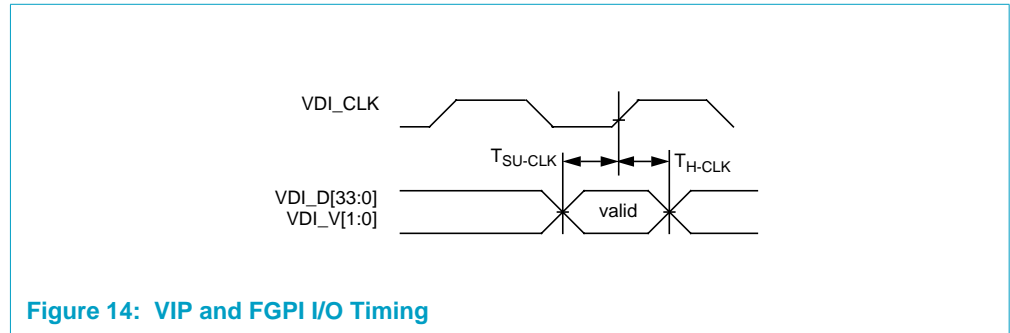 VDI_CLK
TSU-CLK
TH-CLK
VDI_D[33:0]
VDI_V[1:0]
valid
Figure 14: VIP and FGPI I/O Timing